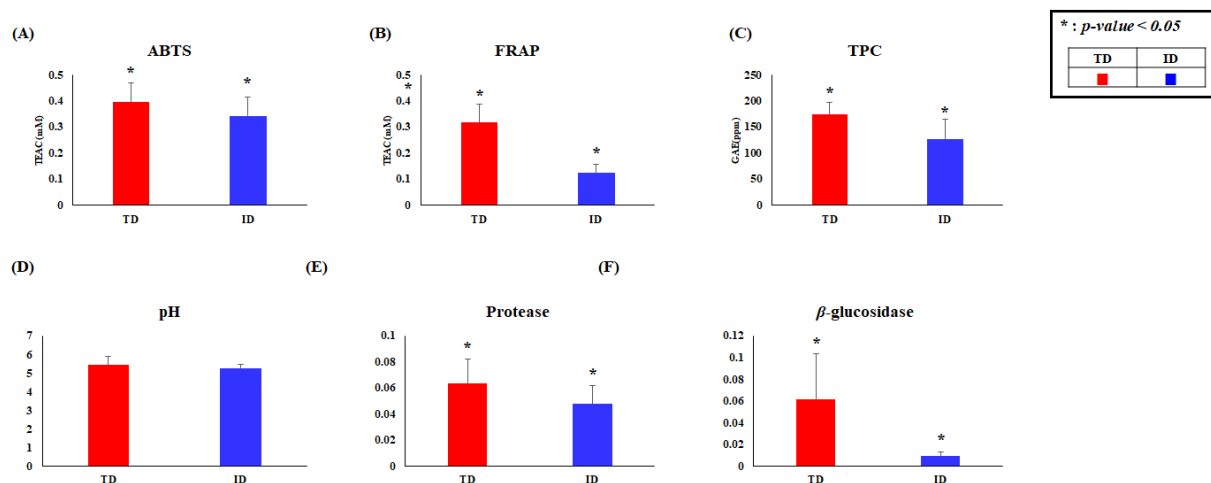 (A)
ABTS
0.5
0.4
0.3
0.2
0.1
0
TEAC(mM)
*
*
TD
ID
(B)
FRAP
0.5
*
0.4
0.3
0.2
0.1
0
TEAC(mM)
*
*
TD
ID
(C)
TPC
250
200
150
100
50
0
GAE(ppm)
*
*
TD
ID
* : p-value < 0.05
TD ID
(D)
pH
7
6
5
4
3
2
1
0
TD
ID
(E)
Protease
0.1
0.08
0.06
0.04
0.02
0
*
*
TD
ID
(F)
β-glucosidase
0.12
0.1
0.08
0.06
0.04
0.02
0
*
*
TD
ID